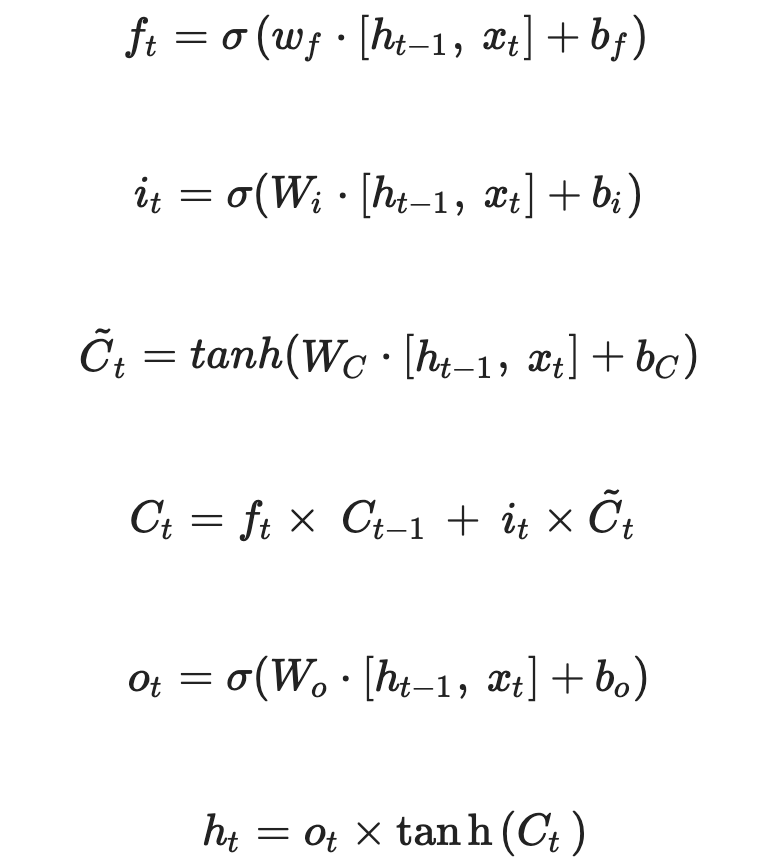 f_t = σ (w_f · [h_{t−1}, x_t] + b_f)
i_t = σ(W_i · [h_{t−1}, x_t] + b_i)
C̃_t = tanh(W_C · [h_{t−1}, x_t] + b_C)
C_t = f_t × C_{t−1} + i_t × C̃_t
o_t = σ(W_o · [h_{t−1}, x_t] + b_o)
h_t = o_t × tanh (C_t )